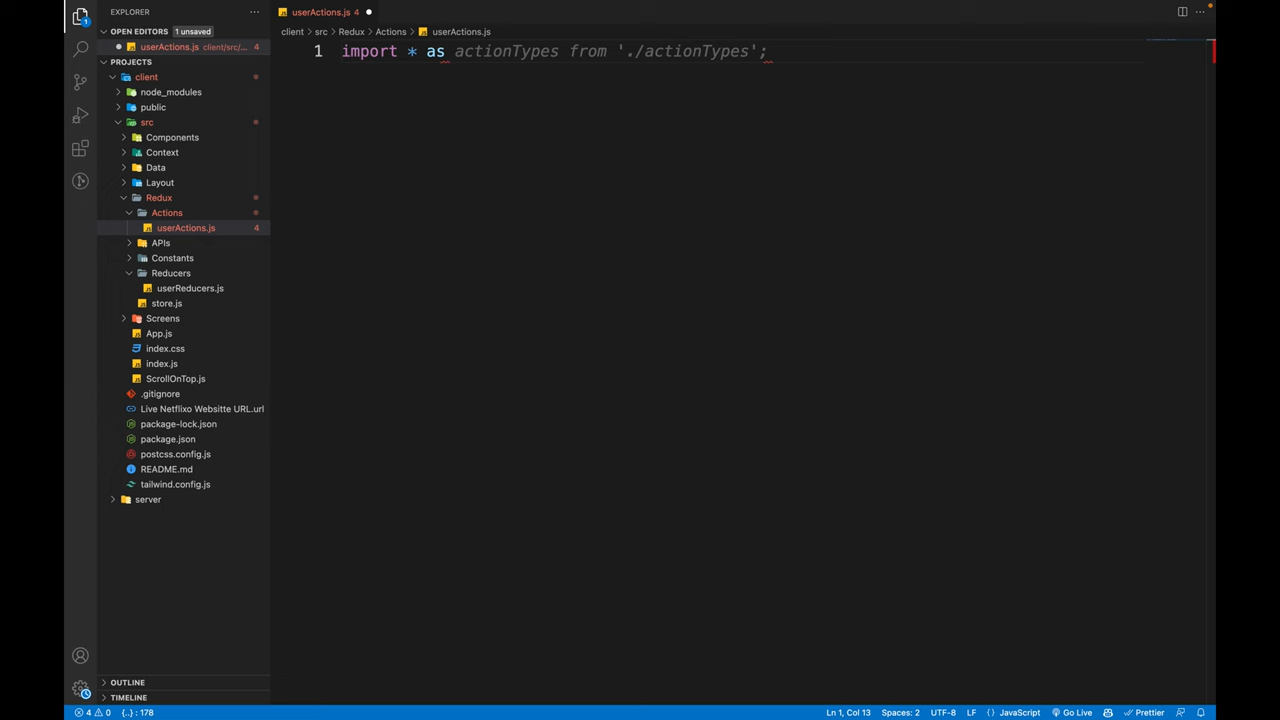 EXPLORER
OPEN EDITORS 1 unsaved
userActions.js client/src/... 4
PROJECTS
client
node_modules
public
src
Components
Context
Data
Layout
Redux
Actions
userActions.js 4
APIs
Constants
Reducers
userReducers.js
store.js
Screens
App.js
index.css
index.js
ScrollOnTop.js
.gitignore
Live Netflixo Websitte URL.url
package-lock.json
package.json
postcss.config.js
README.md
tailwind.config.js
server
OUTLINE
TIMELINE
userActions.js 4
client > src > Redux > Actions > userActions.js
1 import * as actionTypes from './actionTypes';
1
4 0 {..} : 178 Ln 1, Col 13 Spaces: 2 UTF-8 LF {} JavaScript Go Live Prettier